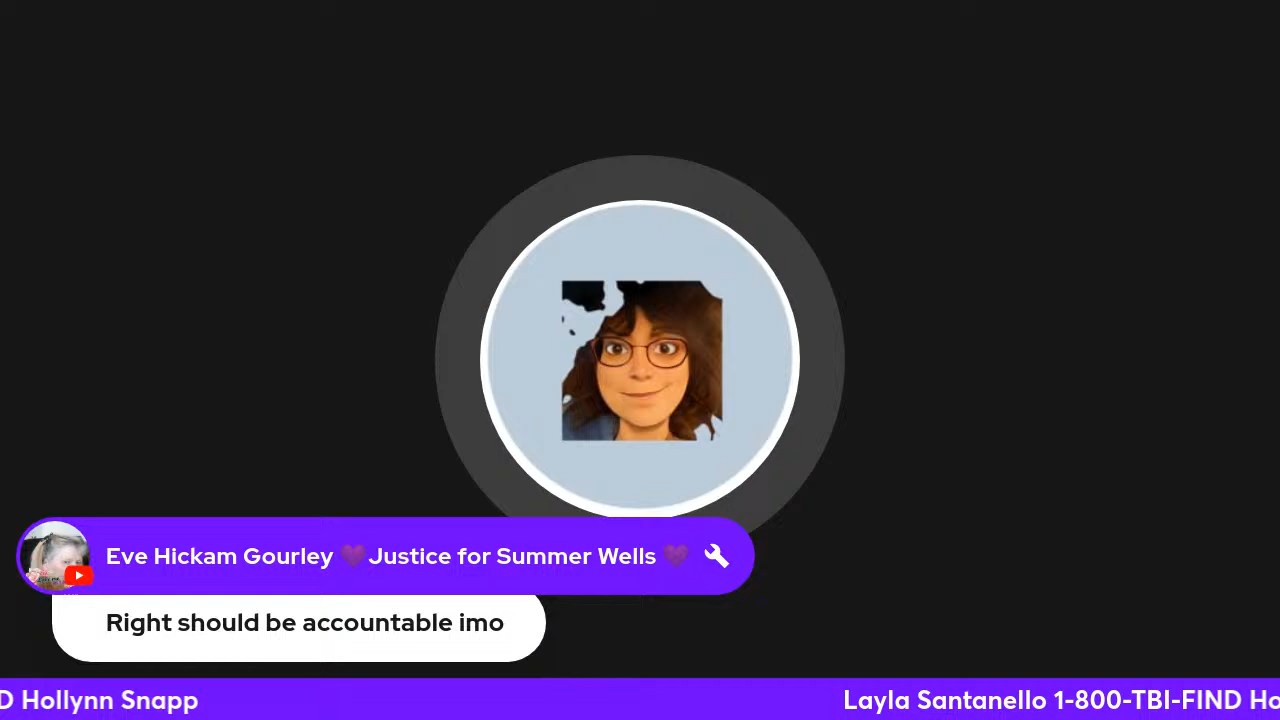 Eve Hickam Gourley 💜Justice for Summer Wells 💜
Right should be accountable imo
D Hollynn Snapp
Layla Santanello 1-800-TBI-FIND Ho